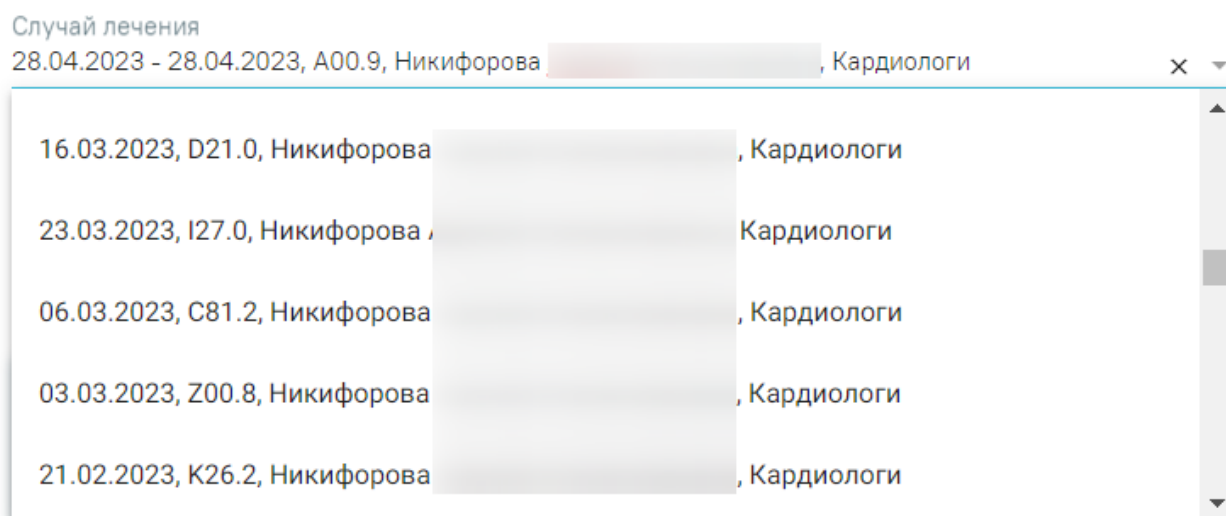 Случай лечения
28.04.2023 - 28.04.2023, A00.9, Никифорова , Кардиологи
16.03.2023, D21.0, Никифорова , Кардиологи
23.03.2023, I27.0, Никифорова Кардиологи
06.03.2023, C81.2, Никифорова , Кардиологи
03.03.2023, Z00.8, Никифорова , Кардиологи
21.02.2023, K26.2, Никифорова , Кардиологи